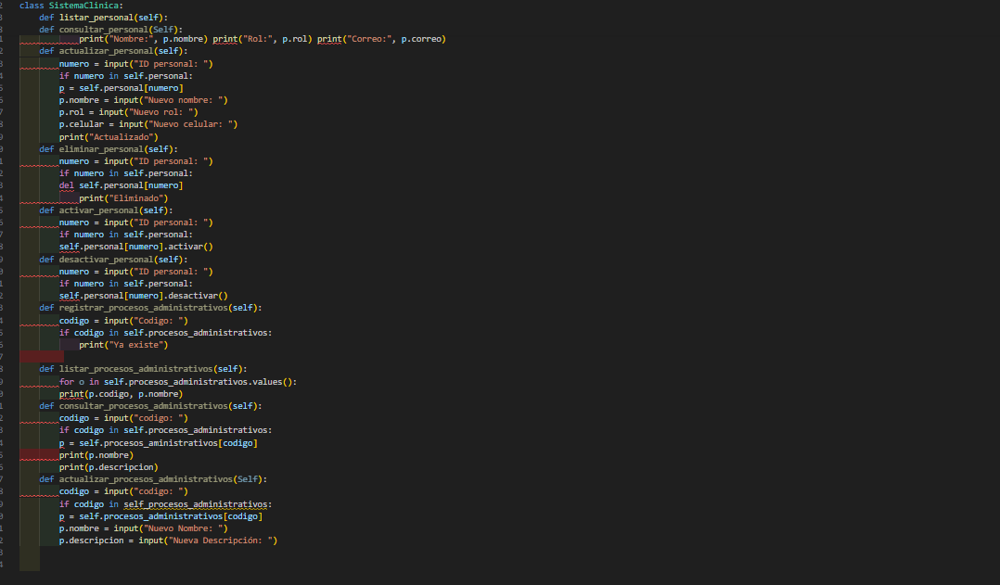 class SistemaClinica:
    def listar_personal(self):
    def consultar_personal(Self):
            print("Nombre:", p.nombre) print("Rol:", p.rol) print("Correo:", p.correo)
    def actualizar_personal(self):
        numero = input("ID personal: ")
        if numero in self.personal:
        p = self.personal[numero]
        p.nombre = input("Nuevo nombre: ")
        p.rol = input("Nuevo rol: ")
        p.celular = input("Nuevo celular: ")
        print("Actualizado")
    def eliminar_personal(self):
        numero = input("ID personal: ")
        if numero in self.personal:
        del self.personal[numero]
            print("Eliminado")
    def activar_personal(self):
        numero = input("ID personal: ")
        if numero in self.personal:
        self.personal[numero].activar()
    def desactivar_personal(self):
        numero = input("ID personal: ")
        if numero in self.personal:
        self.personal[numero].desactivar()
    def registrar_procesos_administrativos(self):
        codigo = input("Codigo: ")
        if codigo in self.procesos_administrativos:
            print("Ya existe")
    def listar_procesos_administrativos(self):
        for o in self.procesos_administrativos.values():
        print(p.codigo, p.nombre)
    def consultar_procesos_administrativos(self):
        codigo = input("codigo: ")
        if codigo in self.procesos_administrativos:
        p = self.procesos_aministrativos[codigo]
        print(p.nombre)
        print(p.descripcion)
    def actualizar_procesos_administrativos(Self):
        codigo = input("codigo: ")
        if codigo in self_procesos_administrativos:
        p = self.procesos_administrativos[codigo]
        p.nombre = input("Nuevo Nombre: ")
        p.descripcion = input("Nueva Descripción: ")